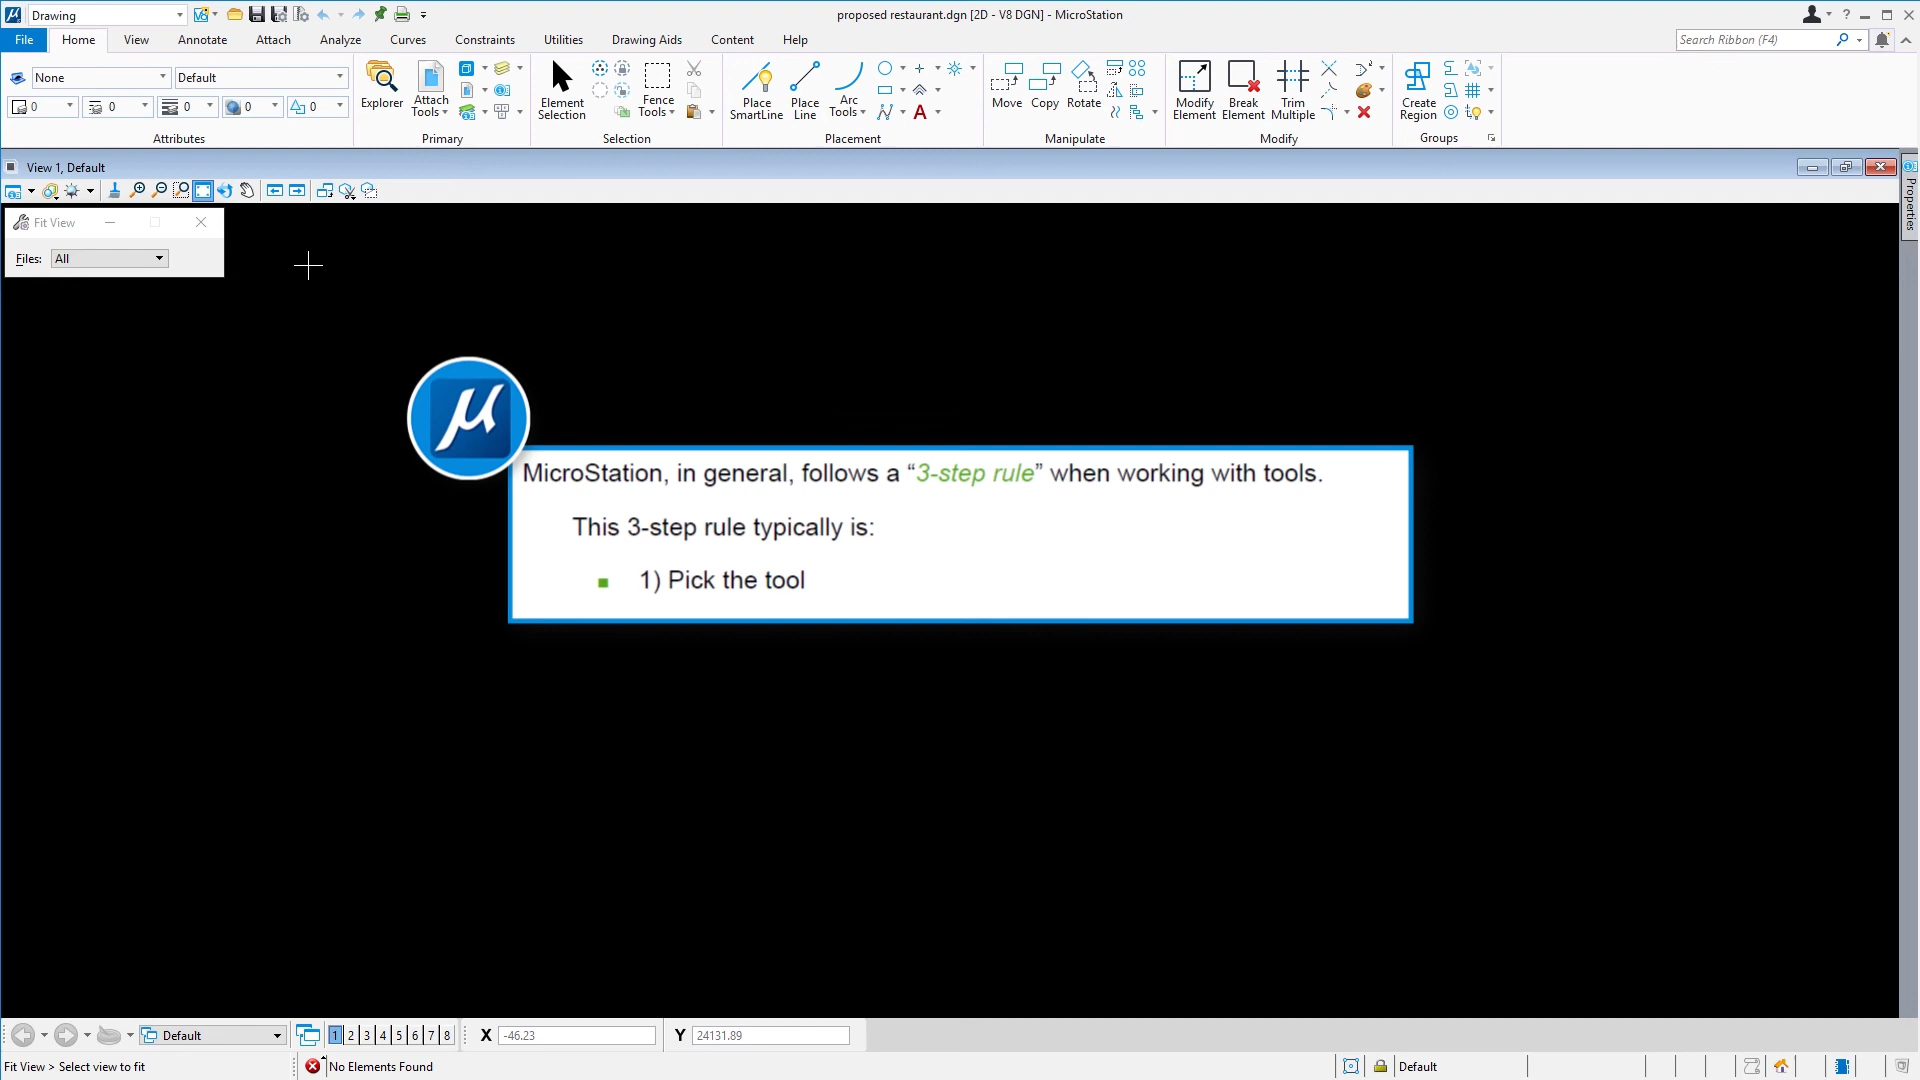 Drawing
proposed restaurant.dgn [2D - V8 DGN] - MicroStation
File Home View Annotate Attach Analyze Curves Constraints Utilities Drawing Aids Content Help
Search Ribbon (F4)
None Default
0 0 0 0 0
Attributes
Explorer
Attach Tools
Primary
Element Selection
Fence Tools
Selection
Place SmartLine
Place Line
Arc Tools
Placement
Move Copy Rotate
Manipulate
Modify Element
Break Element
Trim Multiple
Modify
Create Region
Groups
View 1, Default
Properties
Fit View
Files: All
MicroStation, in general, follows a “3-step rule” when working with tools.
This 3-step rule typically is:
1) Pick the tool
Default
1 2 3 4 5 6 7 8
X -46.23
Y 24131.89
Fit View > Select view to fit
No Elements Found
Default